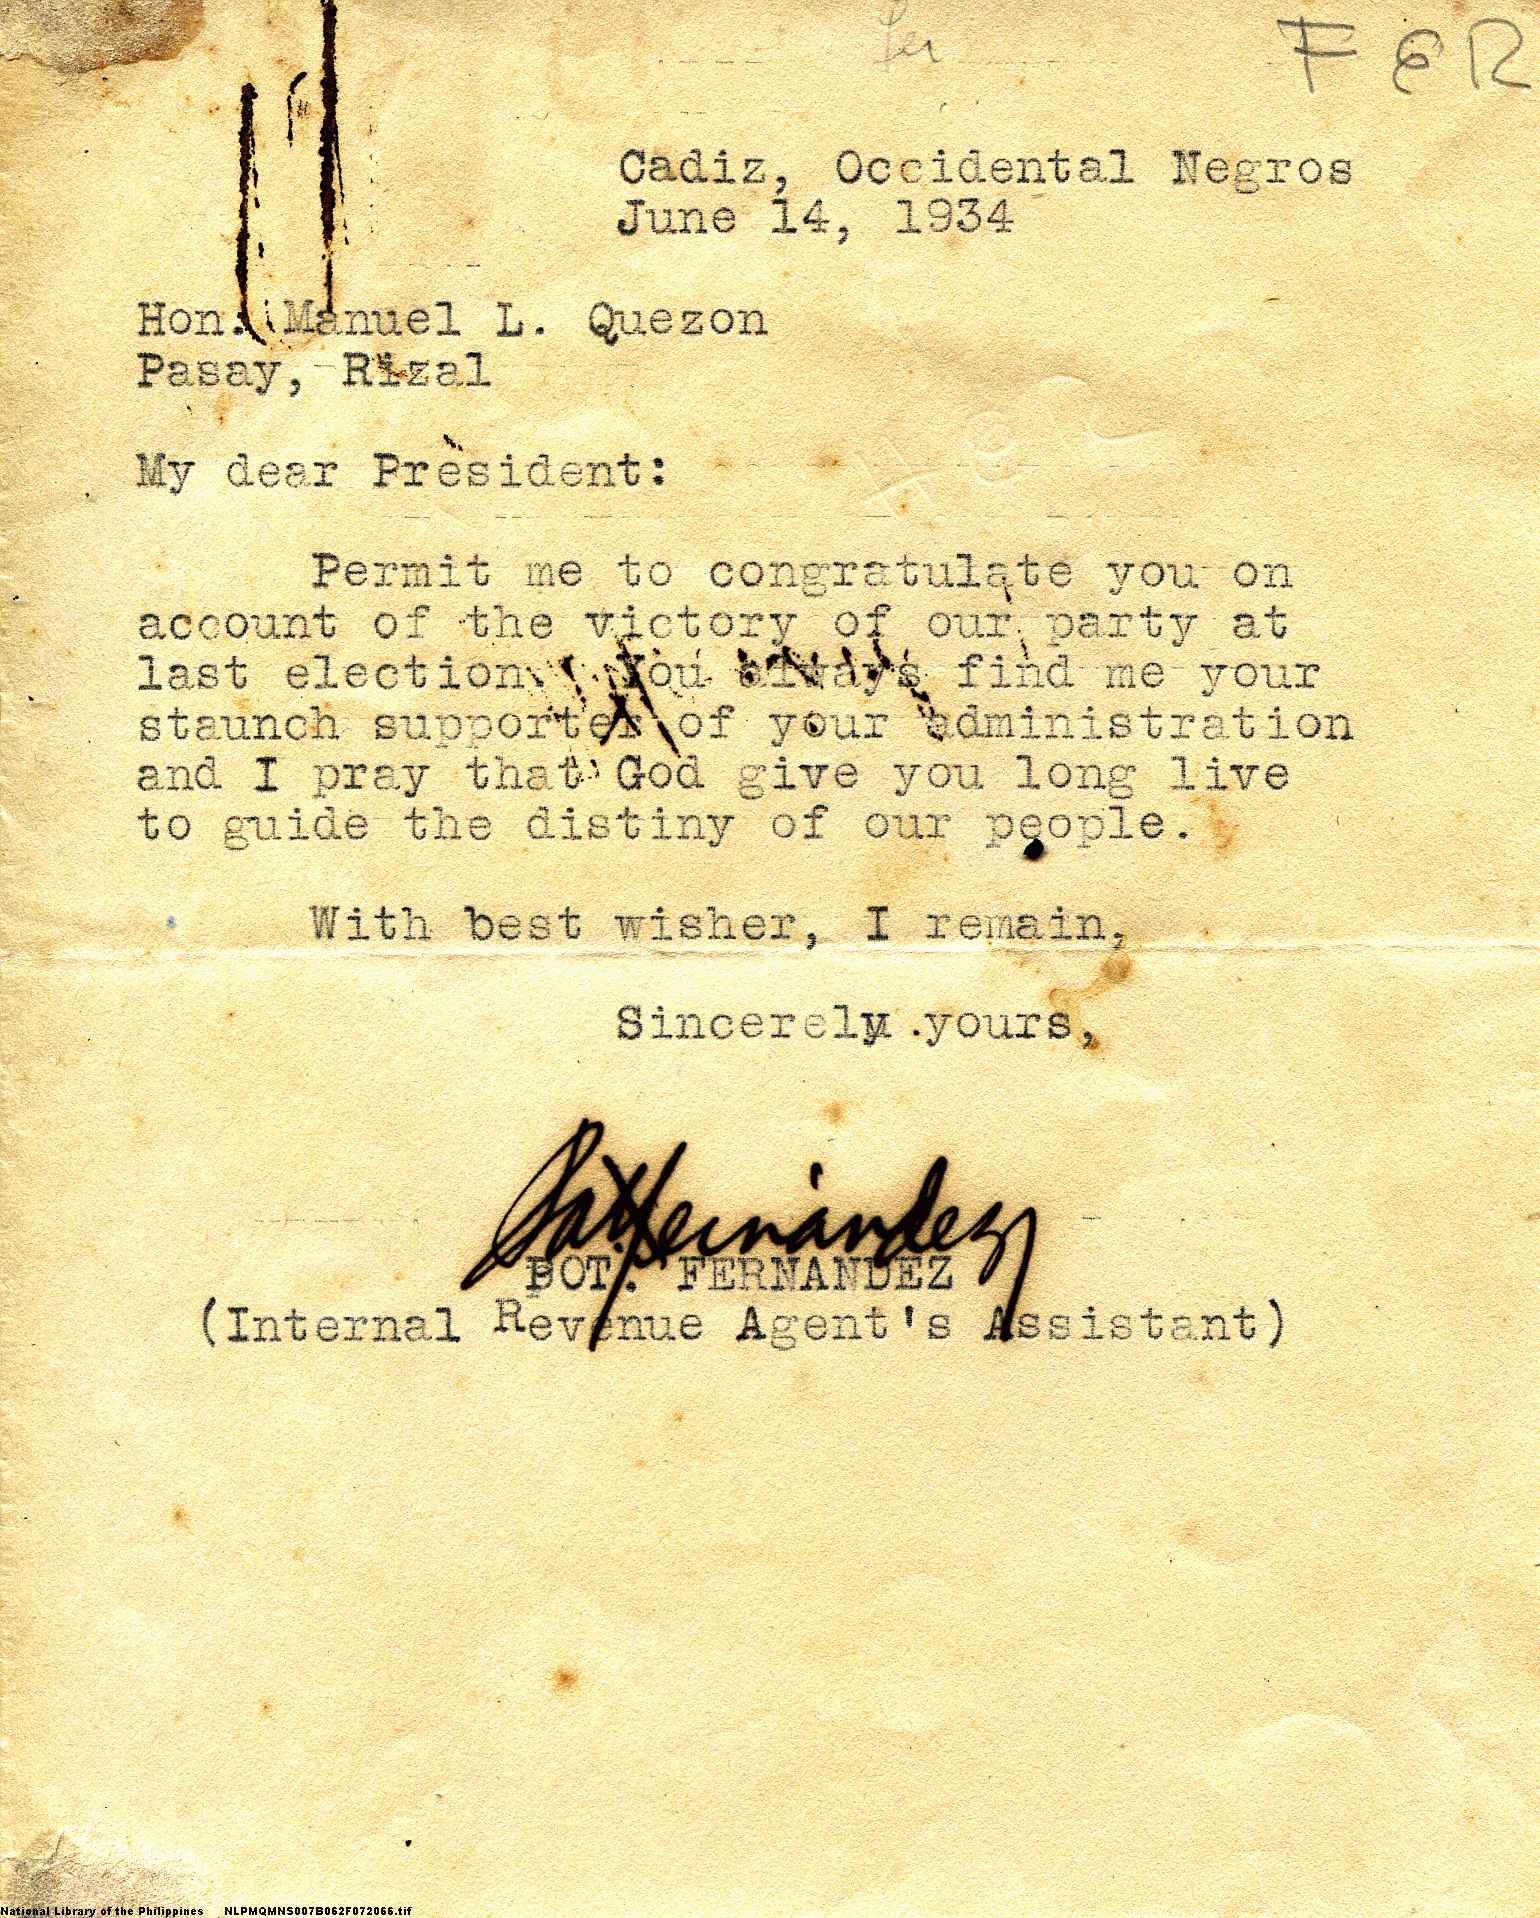 Fer
FER
Cadiz, Occidental Negros
June 14, 1934
Hon. Manuel L. Quezon
Pasay, Rizal
My dear President:
Permit me to congratulate you on
account of the victory of our party at
last election. You always find me your
staunch supporter of your administration
and I pray that God give you long live
to guide the distiny of our people.
With best wisher, I remain,
Sincerely yours,
Fernández
POT. FERNANDEZ
(Internal Revenue Agent's Assistant)
National Library of the Philippines NLPMQMNS007B062F072066.tif